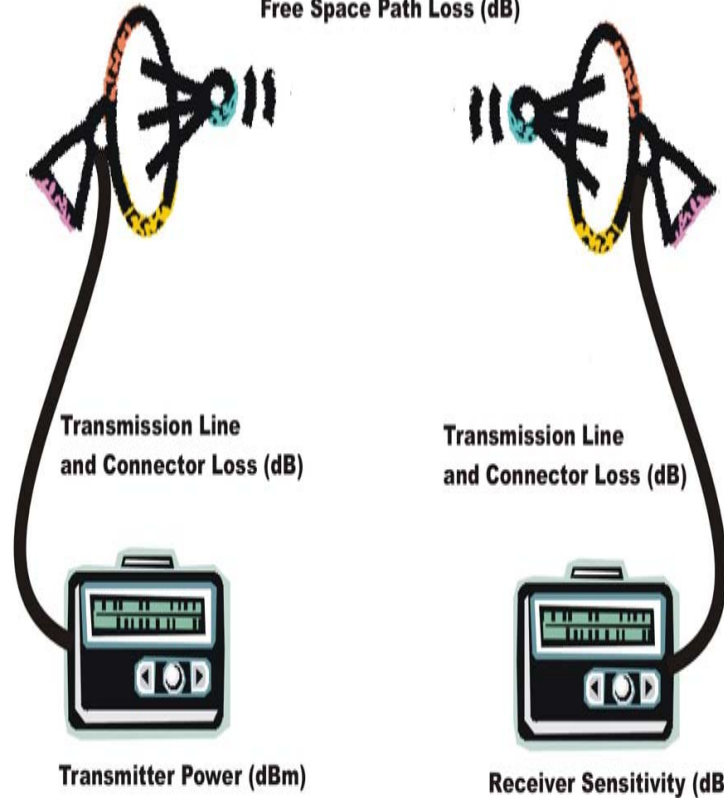 Free Space Path Loss (dB)
Transmission Line
and Connector Loss (dB)
Transmission Line
and Connector Loss (dB)
Transmitter Power (dBm)
Receiver Sensitivity (dB